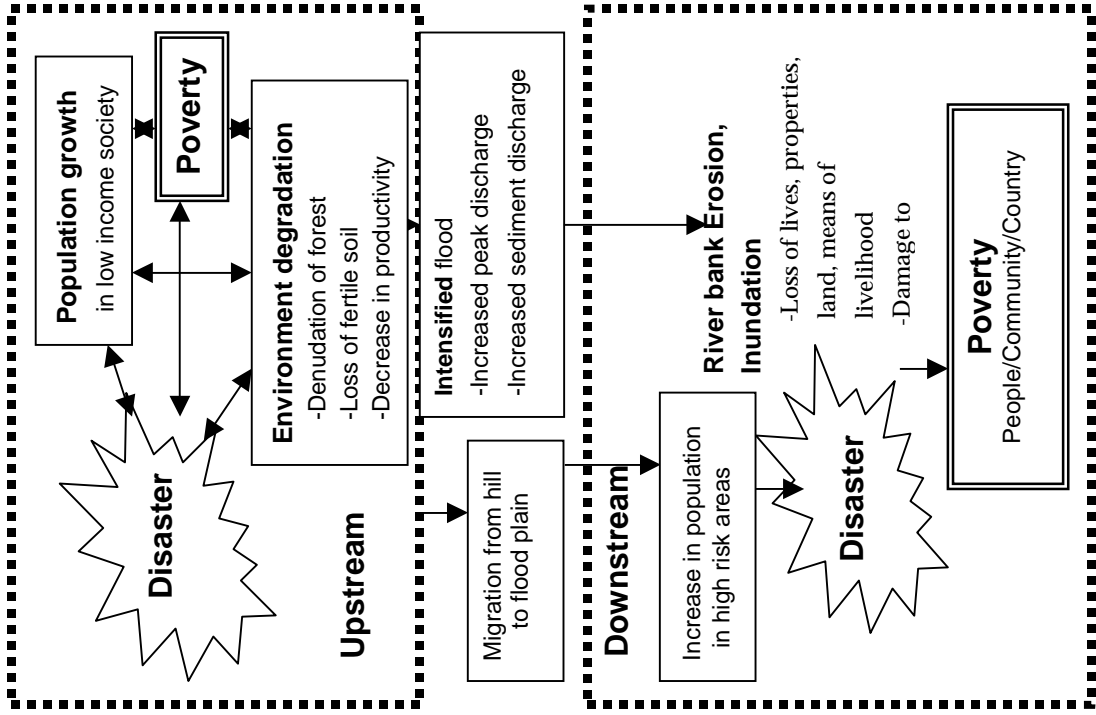 Population growth
in low income society
Poverty
Disaster
Environment degradation
-Denudation of forest
-Loss of fertile soil
-Decrease in productivity
Upstream
Intensified flood
-Increased peak discharge
-Increased sediment discharge
Migration from hill
to flood plain
Downstream
Increase in population
in high risk areas
River bank Erosion,
Inundation
-Loss of lives, properties,
land, means of
livelihood
-Damage to
Disaster
Poverty
People/Community/Country